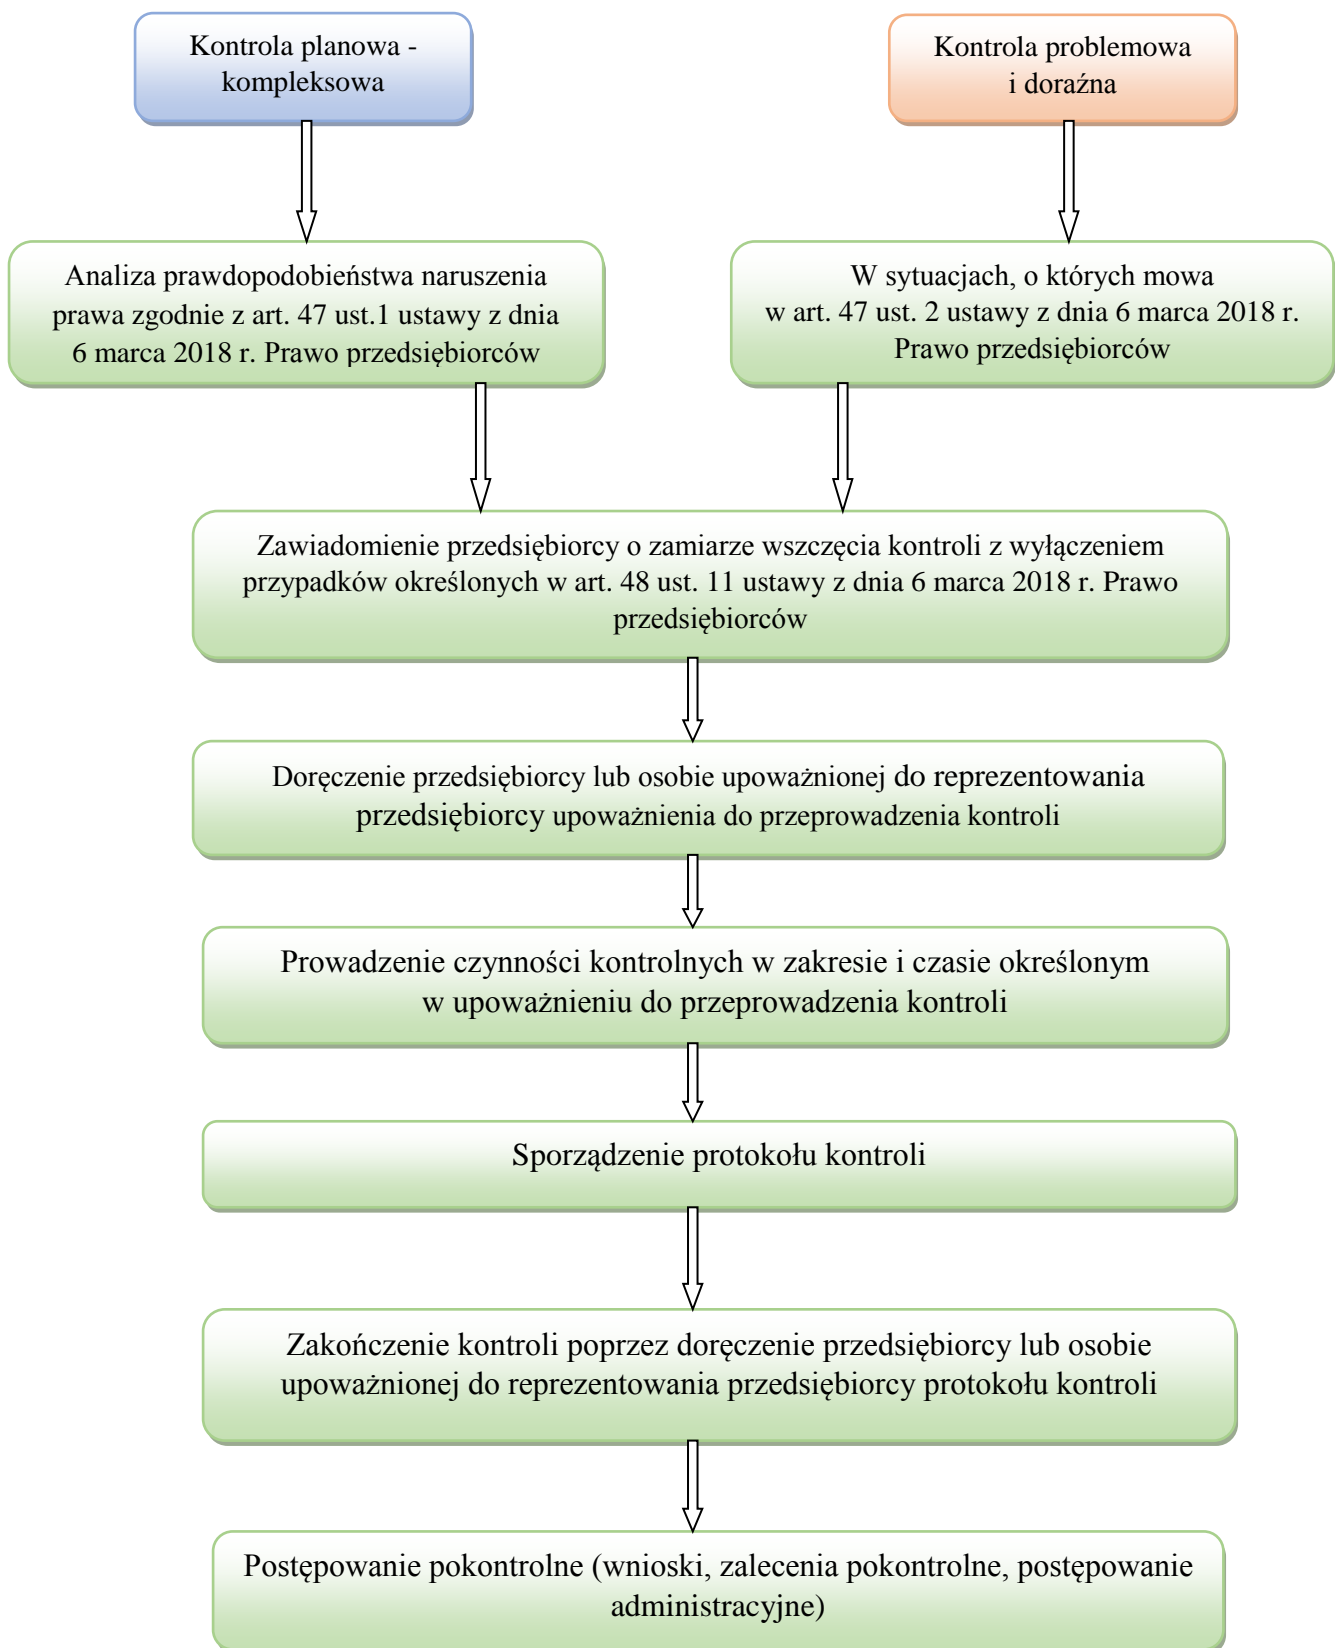 Kontrola planowa -
kompleksowa
Kontrola problemowa
i doraźna
Analiza prawdopodobieństwa naruszenia
prawa zgodnie z art. 47 ust.1 ustawy z dnia
6 marca 2018 r. Prawo przedsiębiorców
W sytuacjach, o których mowa
w art. 47 ust. 2 ustawy z dnia 6 marca 2018 r.
Prawo przedsiębiorców
Zawiadomienie przedsiębiorcy o zamiarze wszczęcia kontroli z wyłączeniem
przypadków określonych w art. 48 ust. 11 ustawy z dnia 6 marca 2018 r. Prawo
przedsiębiorców
Doręczenie przedsiębiorcy lub osobie upoważnionej do reprezentowania
przedsiębiorcy upoważnienia do przeprowadzenia kontroli
Prowadzenie czynności kontrolnych w zakresie i czasie określonym
w upoważnieniu do przeprowadzenia kontroli
Sporządzenie protokołu kontroli
Zakończenie kontroli poprzez doręczenie przedsiębiorcy lub osobie
upoważnionej do reprezentowania przedsiębiorcy protokołu kontroli
Postępowanie pokontrolne (wnioski, zalecenia pokontrolne, postępowanie
administracyjne)